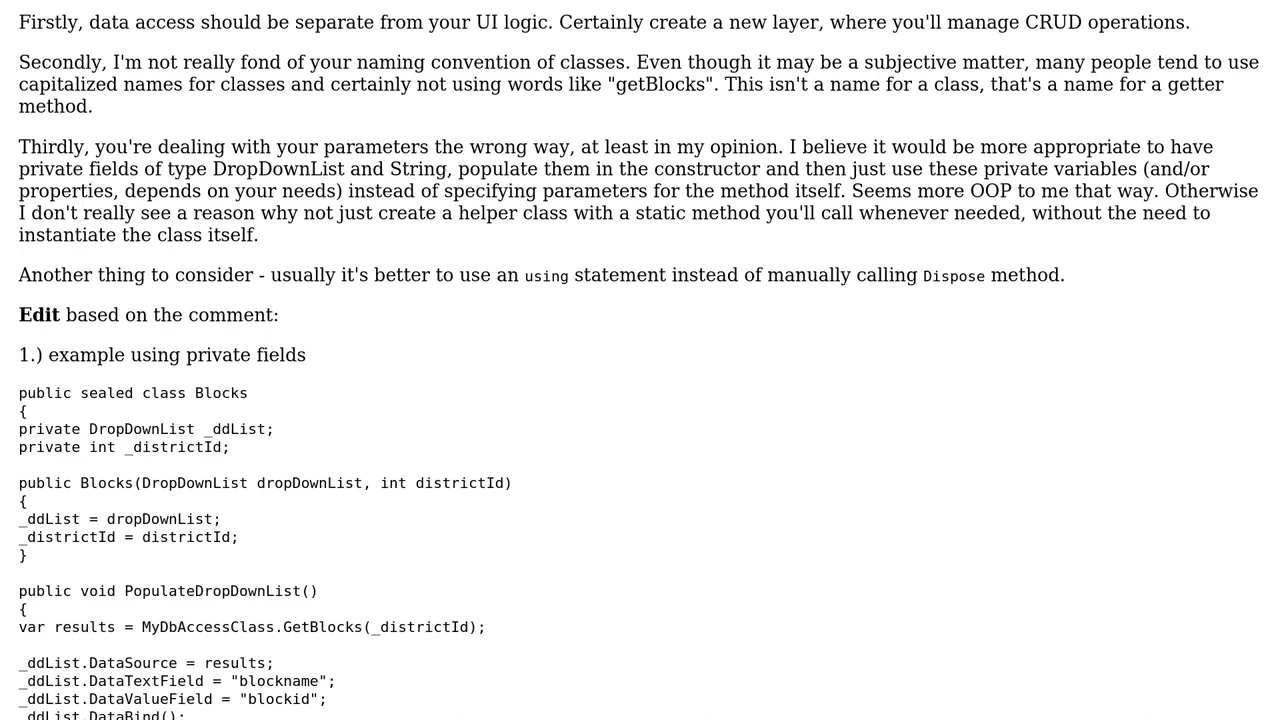 Firstly, data access should be separate from your UI logic. Certainly create a new layer, where you'll manage CRUD operations.
Secondly, I'm not really fond of your naming convention of classes. Even though it may be a subjective matter, many people tend to use
capitalized names for classes and certainly not using words like "getBlocks". This isn't a name for a class, that's a name for a getter
method.
Thirdly, you're dealing with your parameters the wrong way, at least in my opinion. I believe it would be more appropriate to have
private fields of type DropDownList and String, populate them in the constructor and then just use these private variables (and/or
properties, depends on your needs) instead of specifying parameters for the method itself. Seems more OOP to me that way. Otherwise
I don't really see a reason why not just create a helper class with a static method you'll call whenever needed, without the need to
instantiate the class itself.
Another thing to consider - usually it's better to use an using statement instead of manually calling Dispose method.
Edit based on the comment:
1.) example using private fields
public sealed class Blocks
{
private DropDownList _ddList;
private int _districtId;
public Blocks(DropDownList dropDownList, int districtId)
{
_ddList = dropDownList;
_districtId = districtId;
}
public void PopulateDropDownList()
{
var results = MyDbAccessClass.GetBlocks(_districtId);
_ddList.DataSource = results;
_ddList.DataTextField = "blockname";
_ddList.DataValueField = "blockid";
_ddList.DataBind();